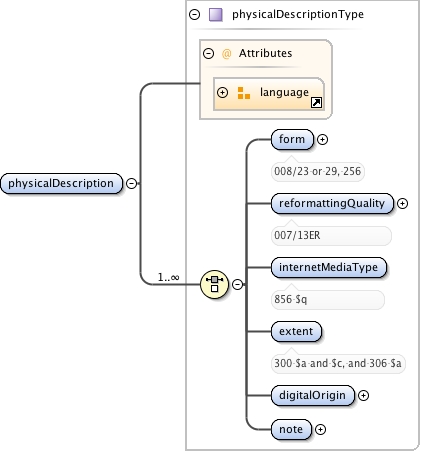 physicalDescriptionType
@ Attributes
language
form
008/23 or 29, 256
physicalDescription
reformattingQuality
007/13ER
internetMediaType
1..∞
856 $q
extent
300 $a and $c, and 306 $a
digitalOrigin
note